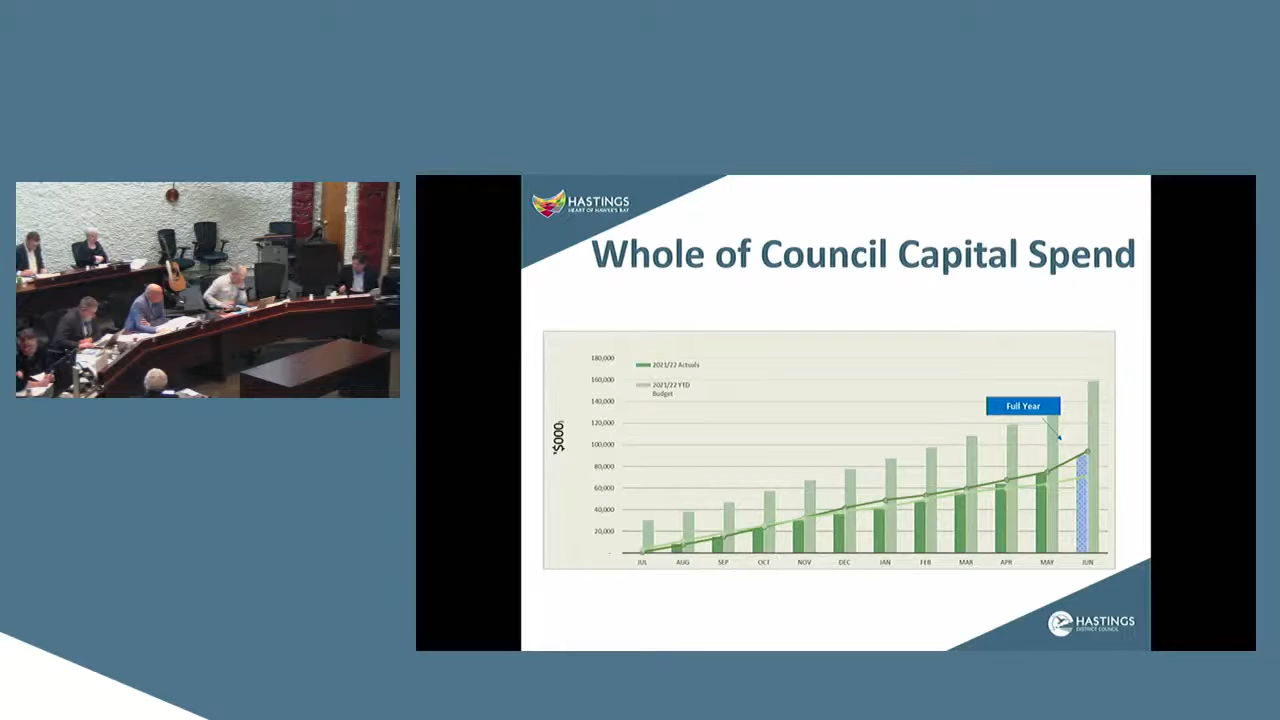 HASTINGS
HEART OF HAWKE'S BAY
Whole of Council Capital Spend
180,000
160,000
140,000
120,000
100,000
80,000
60,000
40,000
20,000
-
$000's
2021/22 Actuals
2021/22 YTD
Budget
Full Year
JUL AUG SEP OCT NOV DEC JAN FEB MAR APR MAY JUN
HASTINGS
DISTRICT COUNCIL